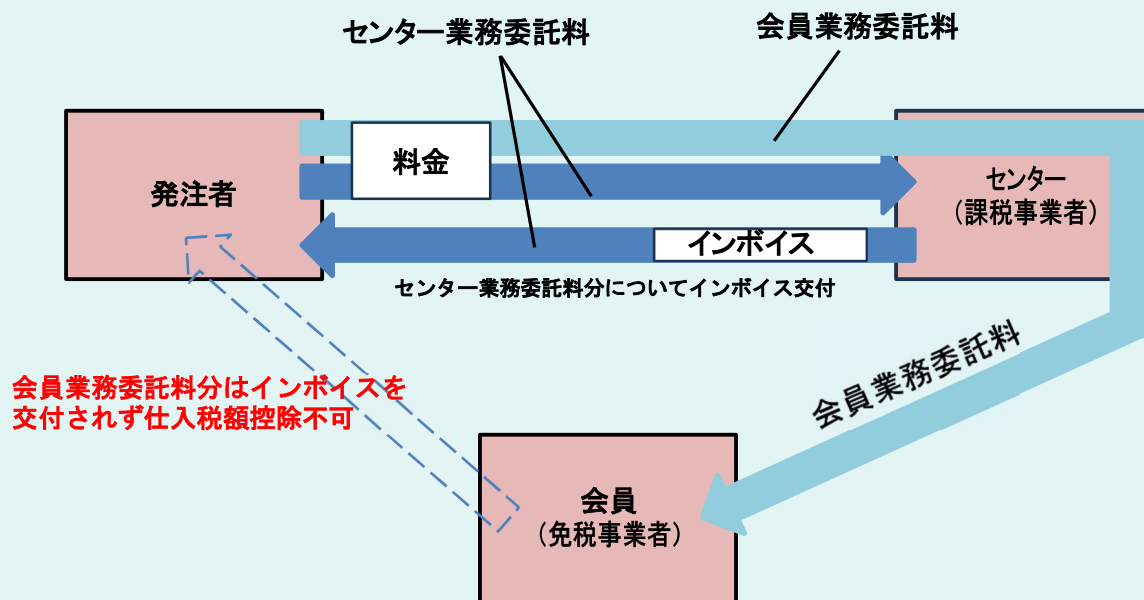 センター業務委託料
会員業務委託料
発注者
料金
センター
（課税事業者）
インボイス
センター業務委託料分についてインボイス交付
会員業務委託料
会員業務委託料分はインボイスを
交付されず仕入税額控除不可
会員
（免税事業者）